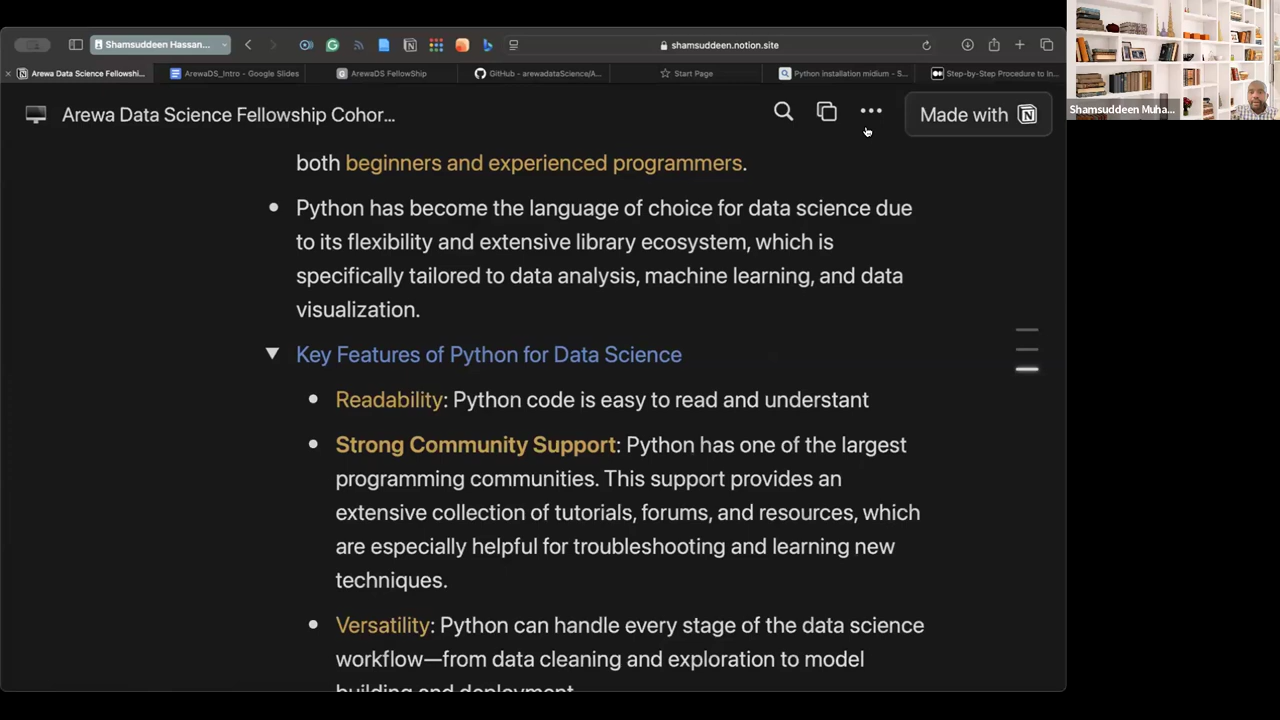 Shamsuddeen Hassan...
shamsuddeen.notion.site
Arewa Data Science Fellowshi...
ArewaDS_Intro - Google Slides
ArewaDS FellowShip
GitHub - arewadataScience/A...
Start Page
Python installation midium - S...
Step-by-Step Procedure to In...
Shamsuddeen Muha...
Arewa Data Science Fellowship Cohor...
Made with
both beginners and experienced programmers.
Python has become the language of choice for data science due
to its flexibility and extensive library ecosystem, which is
specifically tailored to data analysis, machine learning, and data
visualization.
Key Features of Python for Data Science
Readability: Python code is easy to read and understant
Strong Community Support: Python has one of the largest
programming communities. This support provides an
extensive collection of tutorials, forums, and resources, which
are especially helpful for troubleshooting and learning new
techniques.
Versatility: Python can handle every stage of the data science
workflow—from data cleaning and exploration to model
building and deployment.